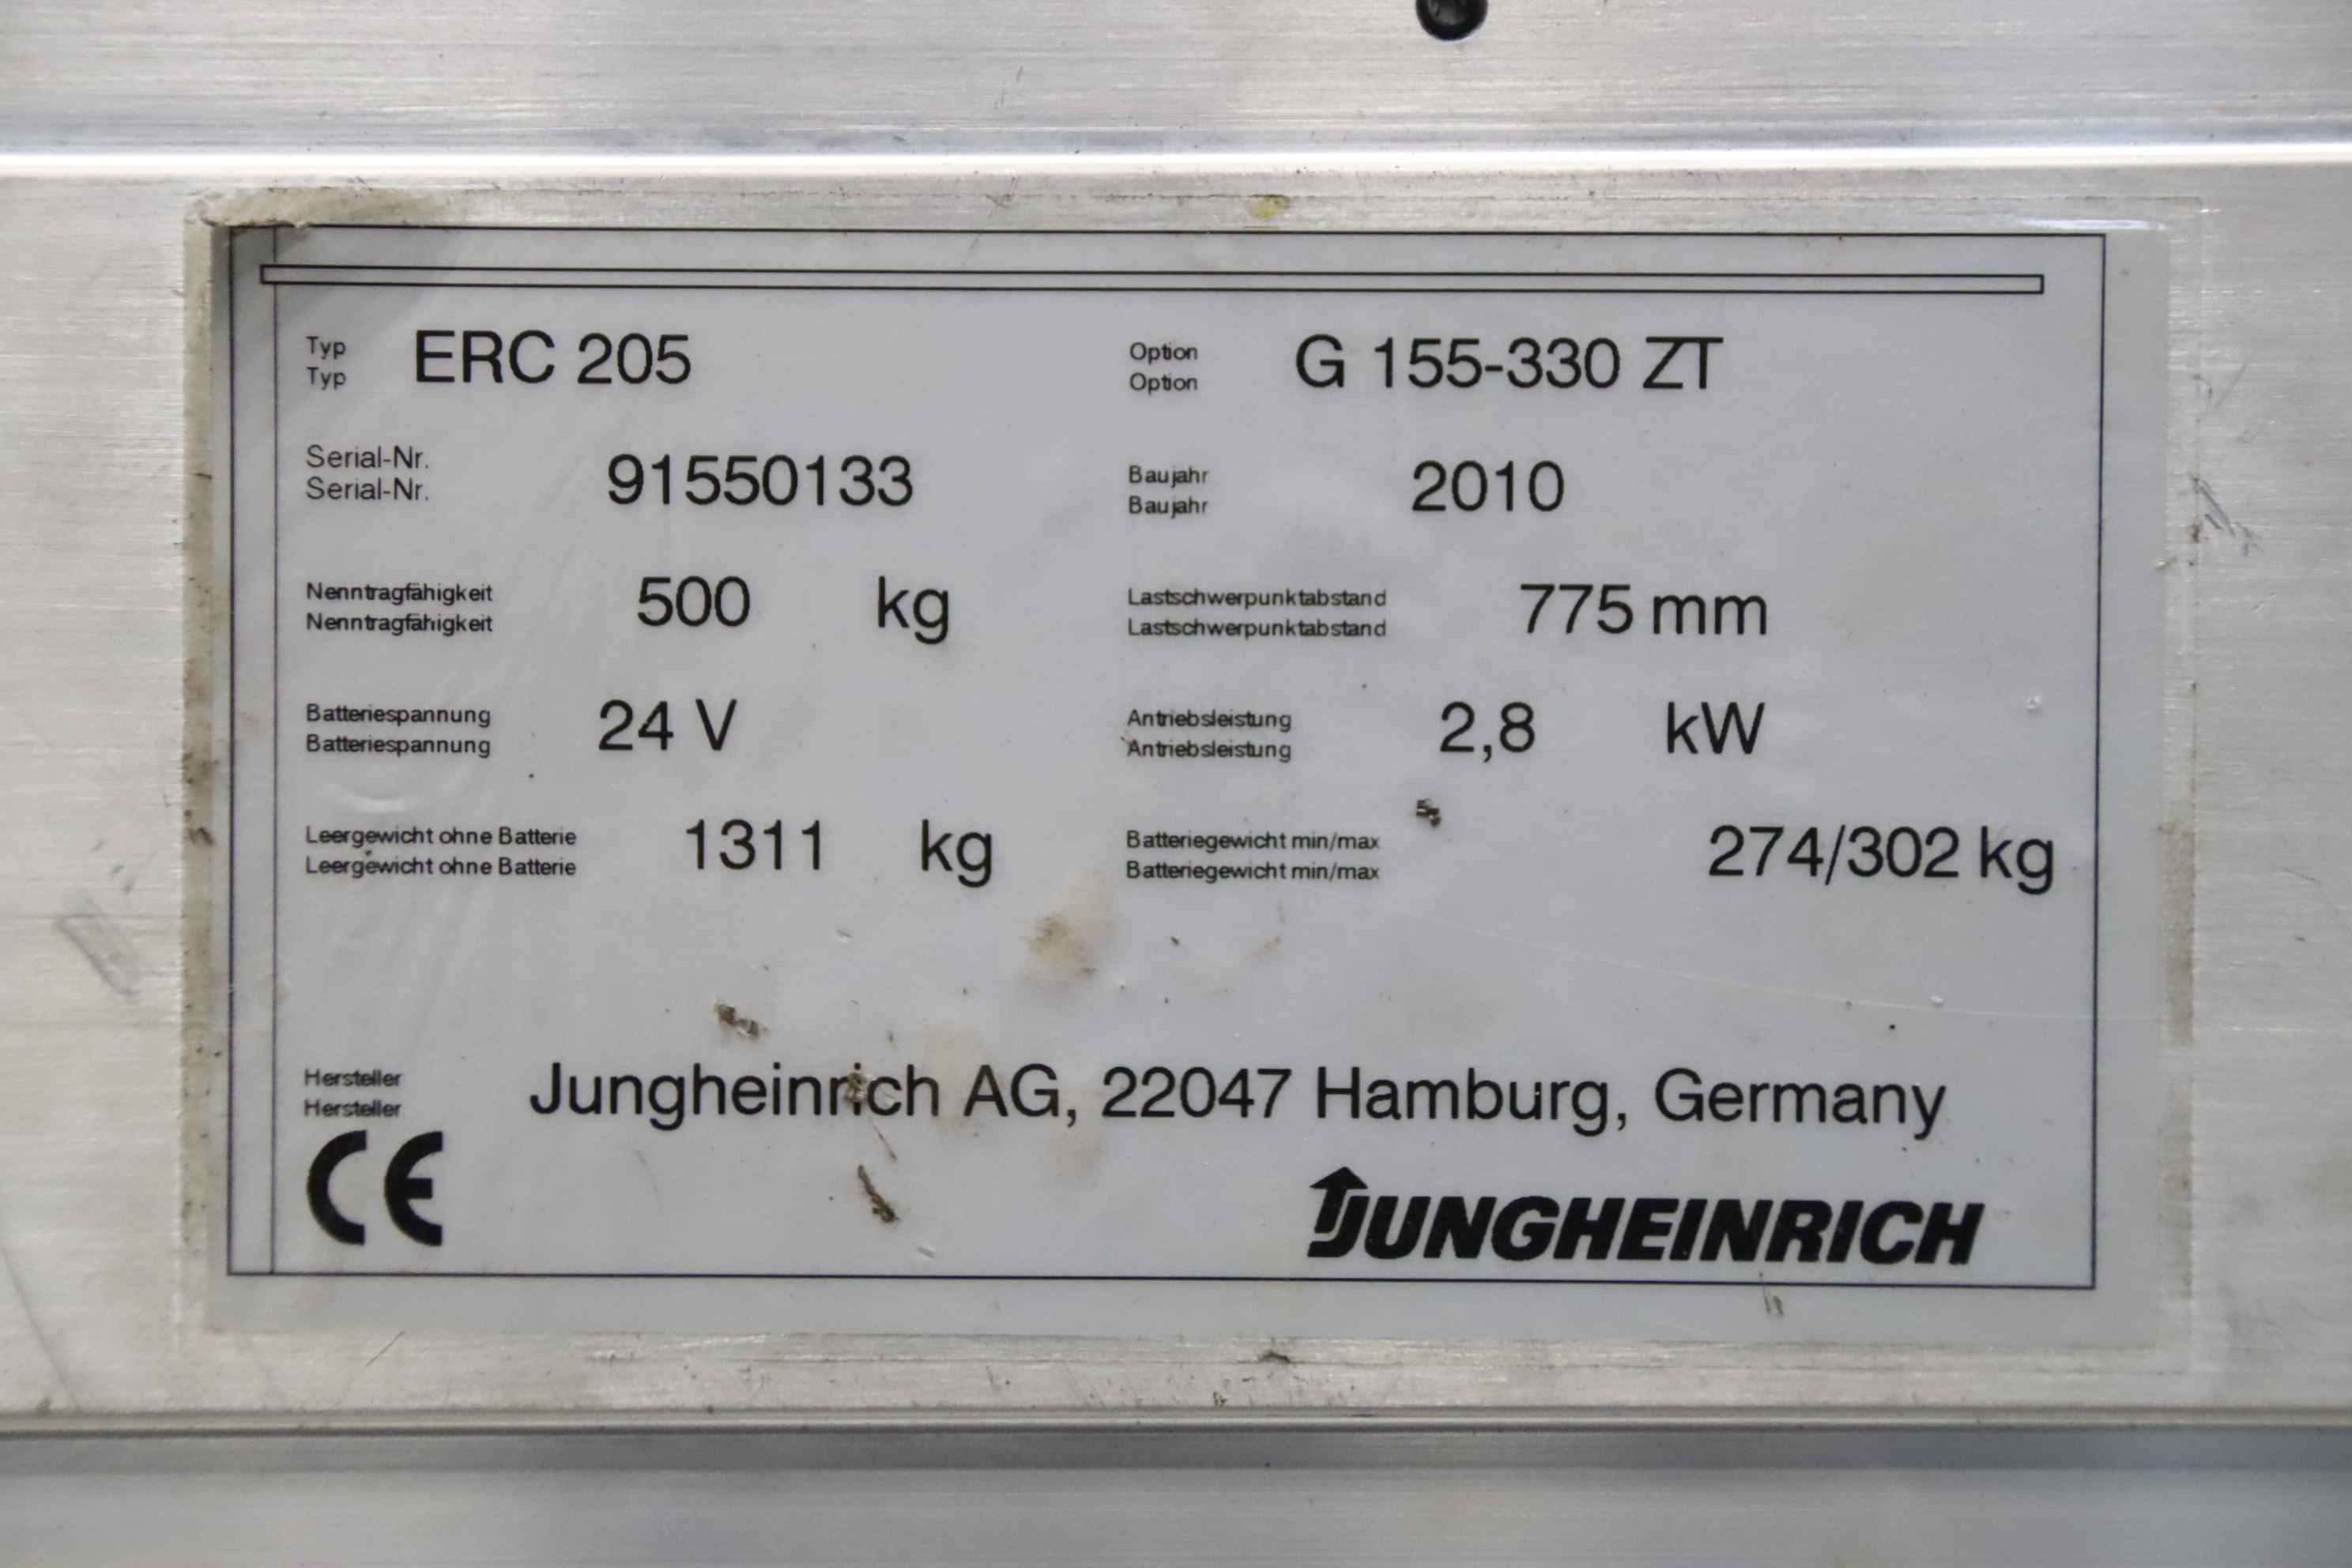 Typ ERC 205 Option G 155-330 ZT
Typ Option
Serial-Nr. 91550133 Baujahr 2010
Serial-Nr. Baujahr
Nenntragfähigkeit 500 kg Lastschwerpunktabstand 775 mm
Nenntragfähigkeit Lastschwerpunktabstand
Batteriespannung 24 V Antriebsleistung 2,8 kW
Batteriespannung Antriebsleistung
Leergewicht ohne Batterie 1311 kg Batteriegewicht min/max 274/302 kg
Leergewicht ohne Batterie Batteriegewicht min/max
Hersteller Jungheinrich AG, 22047 Hamburg, Germany
Hersteller
CE JUNGHEINRICH